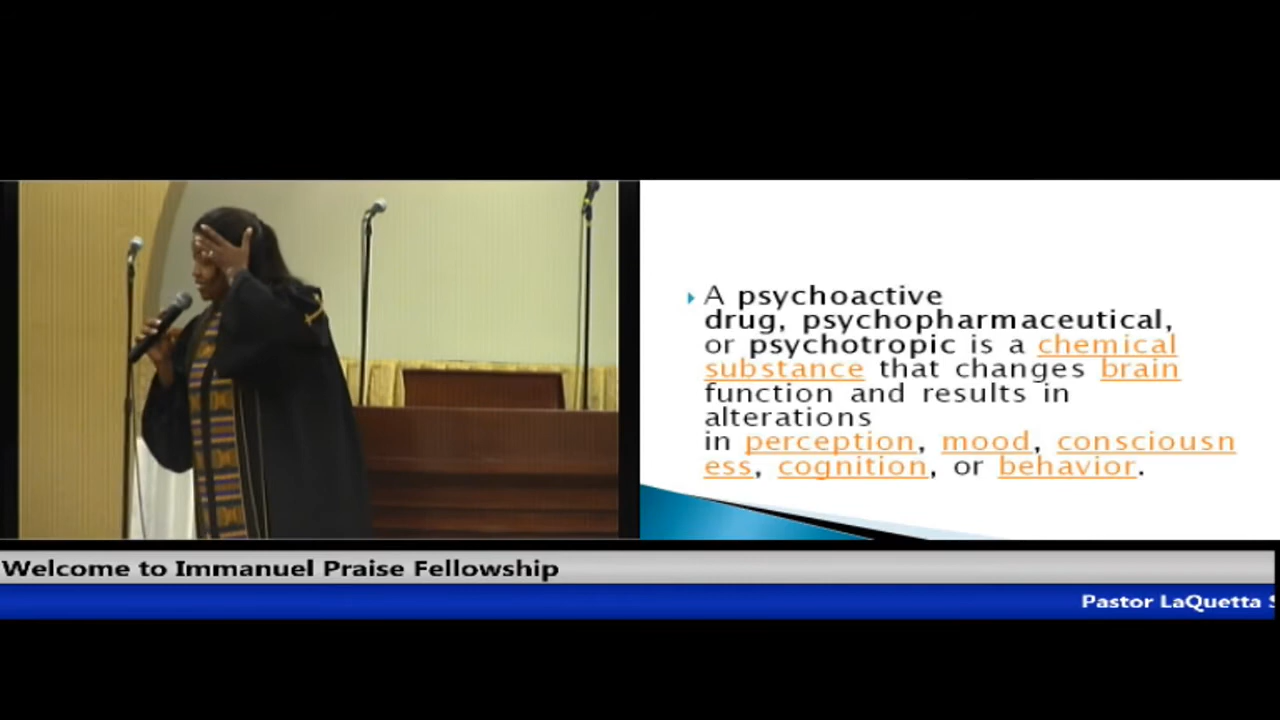 A psychoactive
drug, psychopharmaceutical,
or psychotropic is a chemical
substance that changes brain
function and results in
alterations
in perception, mood, consciousn
ess, cognition, or behavior.
Welcome to Immanuel Praise Fellowship
Pastor LaQuetta